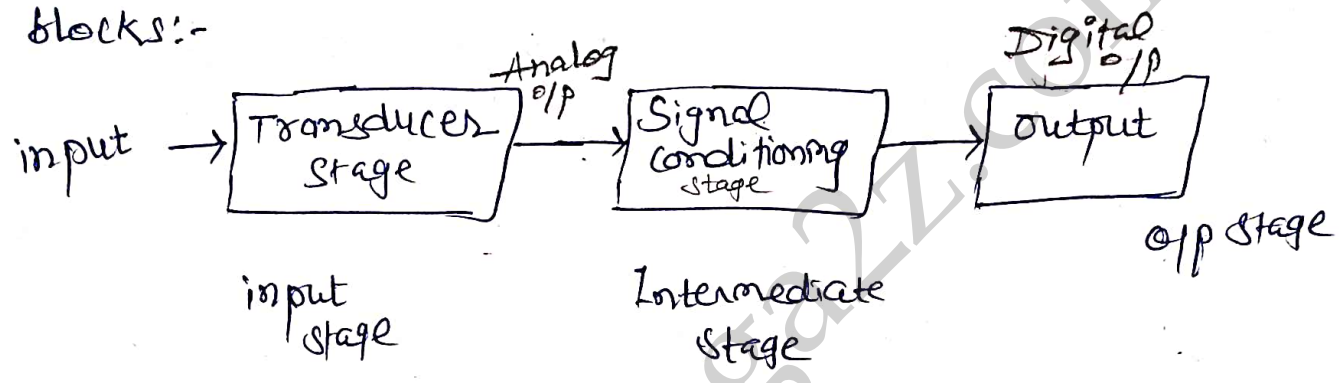 blocks:-
input
Transducer
Stage
Analog
O/P
Signal
conditioning
stage
Digital
O/P
output
input
stage
Intermediate
stage
O/P stage